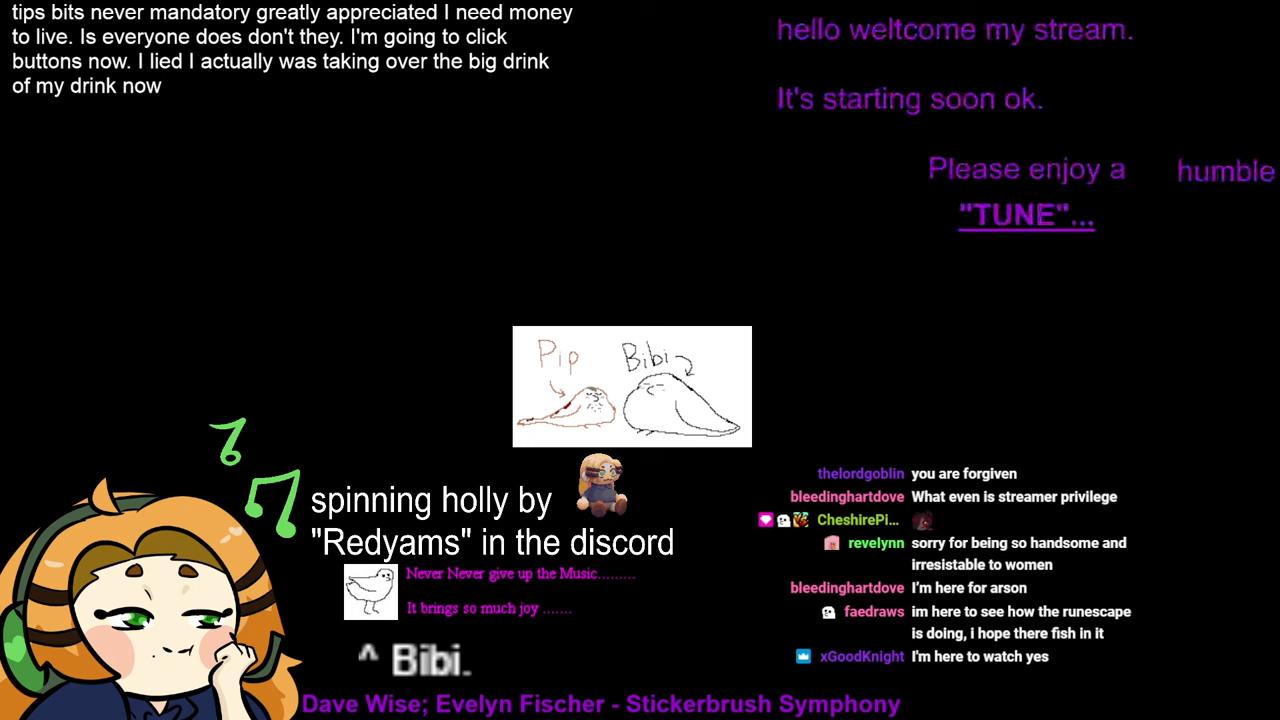 tips bits never mandatory greatly appreciated I need money
to live. Is everyone does don't they. I'm going to click
buttons now. I lied I actually was taking over the big drink
of my drink now
hello weltcome my stream.
It's starting soon ok.
Please enjoy a humble
"TUNE"...
Pip Bibi
spinning holly by
"Redyams" in the discord
Never Never give up the Music.........
It brings so much joy .......
^ Bibi.
Dave Wise; Evelyn Fischer - Stickerbrush Symphony
thelordgoblin you are forgiven
bleedinghartdove What even is streamer privilege
CheshirePi...
revelynn sorry for being so handsome and
irresistable to women
bleedinghartdove I'm here for arson
faedraws im here to see how the runescape
is doing, i hope there fish in it
xGoodKnight I'm here to watch yes